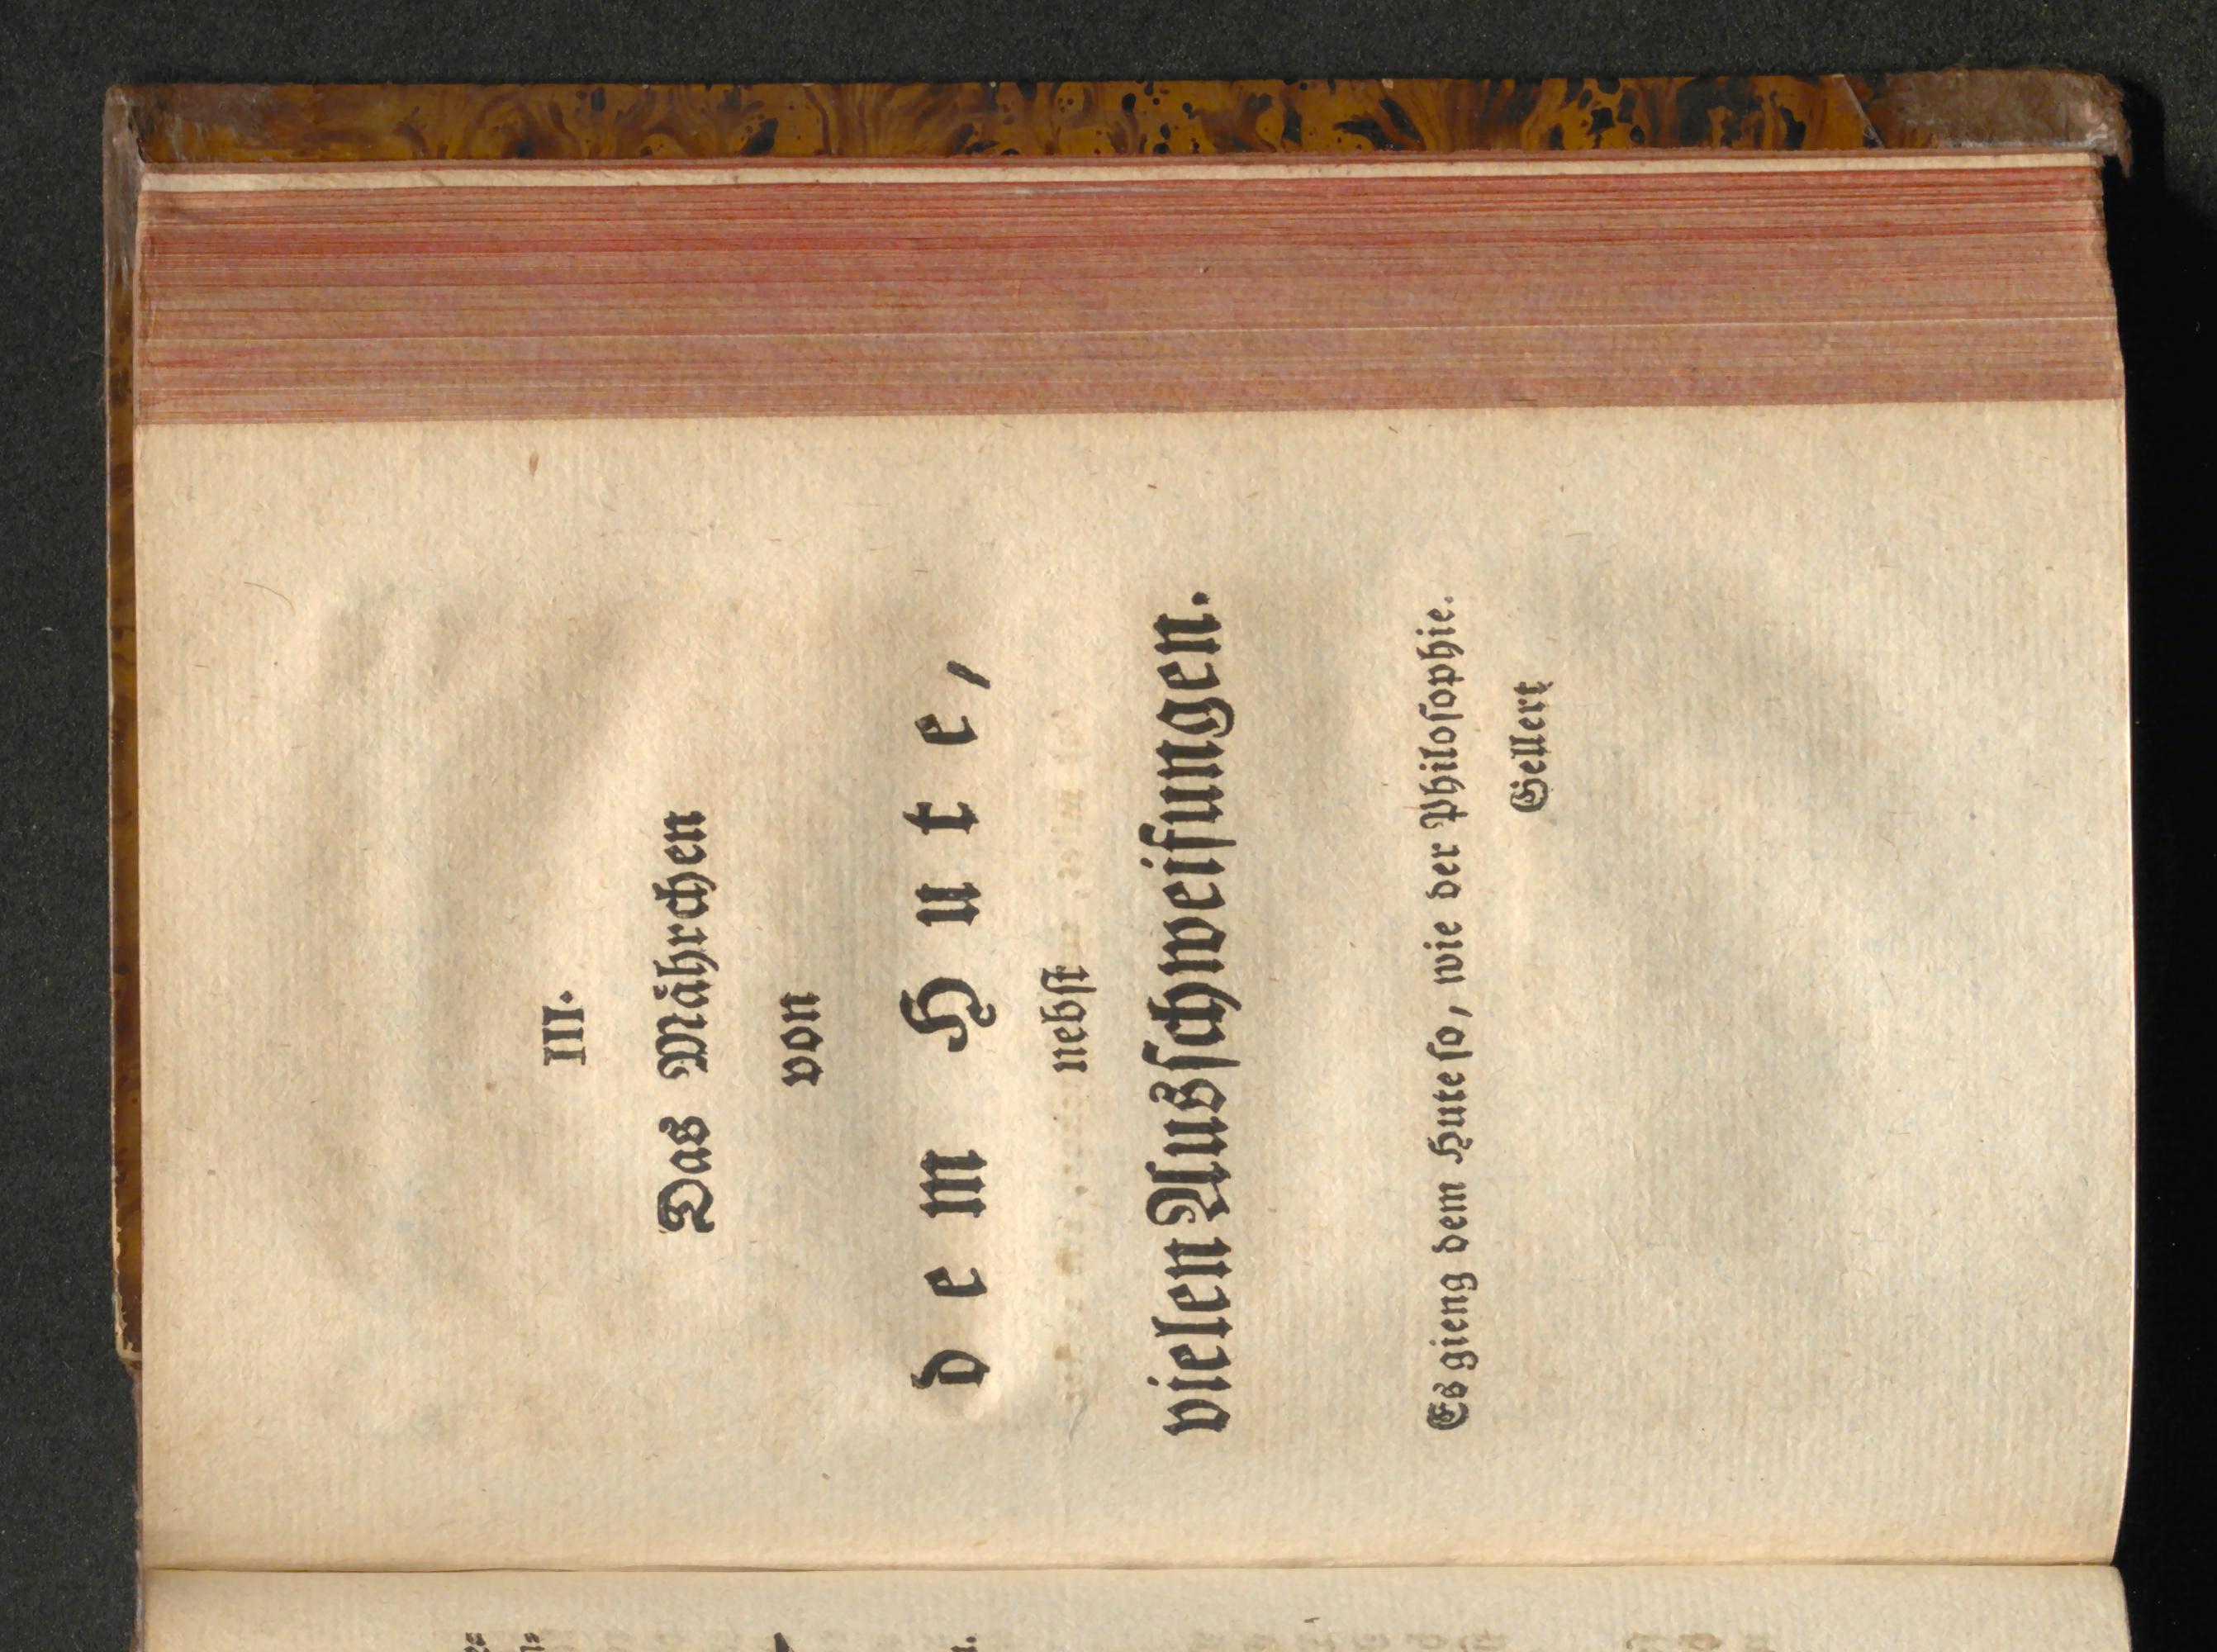 III.
Das Mährchen
von
dem Hute,
nebst
vielen Ausschweifungen.
Es gieng dem Hute so, wie der Philosophie.
Gellert